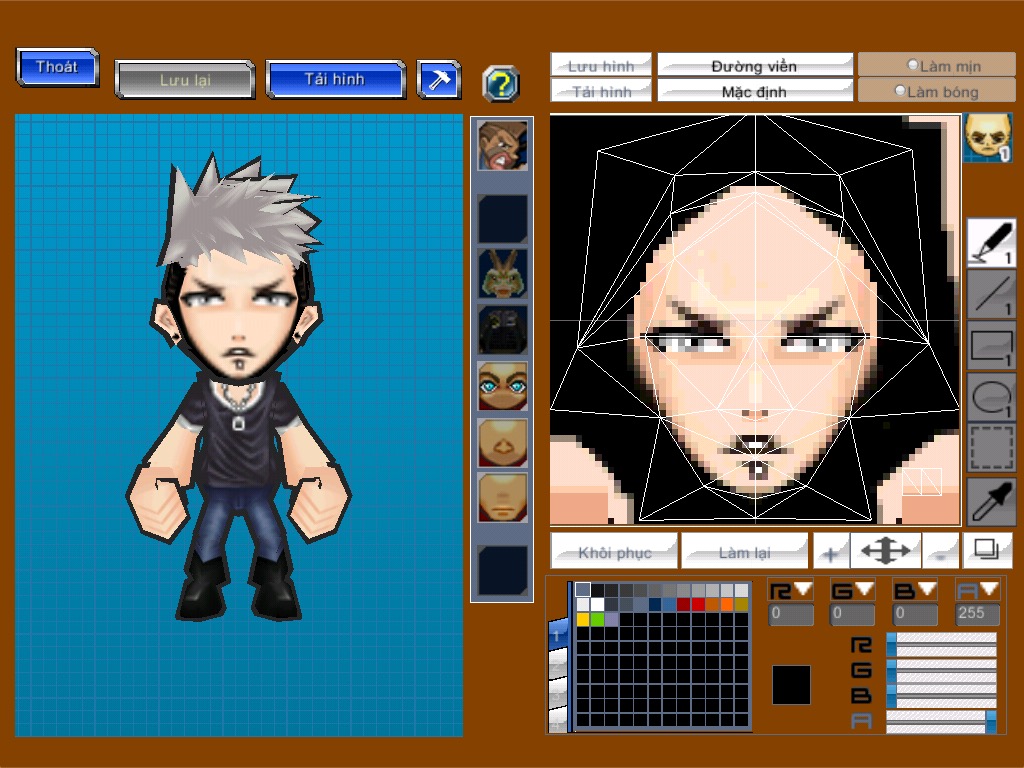 Thoát
Lưu lại
Tải hình
?
Lưu hình
Đường viền
Làm mịn
Tải hình
Mặc định
Làm bóng
1
1
1
1
1
Khôi phục
Làm lại
+
-
R
G
B
A
0
0
0
255
1
R
G
B
A